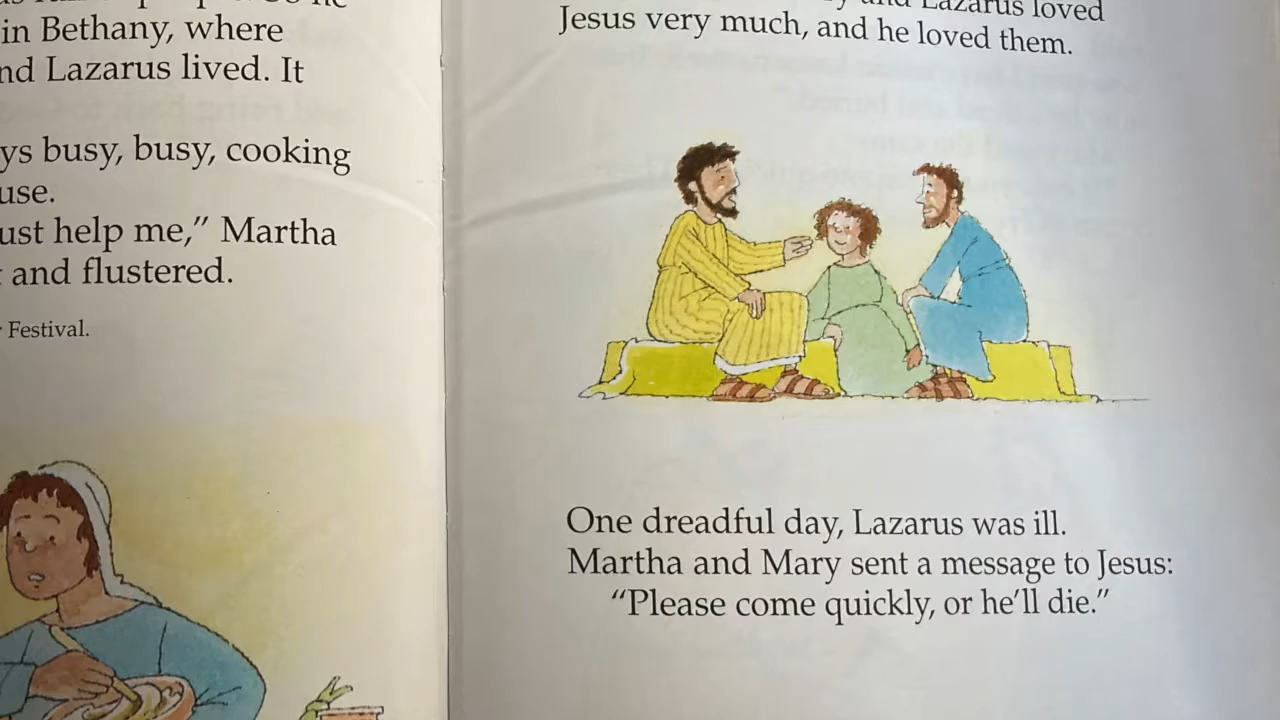 in Bethany, where
nd Lazarus lived. It
ys busy, busy, cooking
use.
ust help me,” Martha
and flustered.
Festival.
Lazarus loved
Jesus very much, and he loved them.
One dreadful day, Lazarus was ill.
Martha and Mary sent a message to Jesus:
“Please come quickly, or he’ll die.”